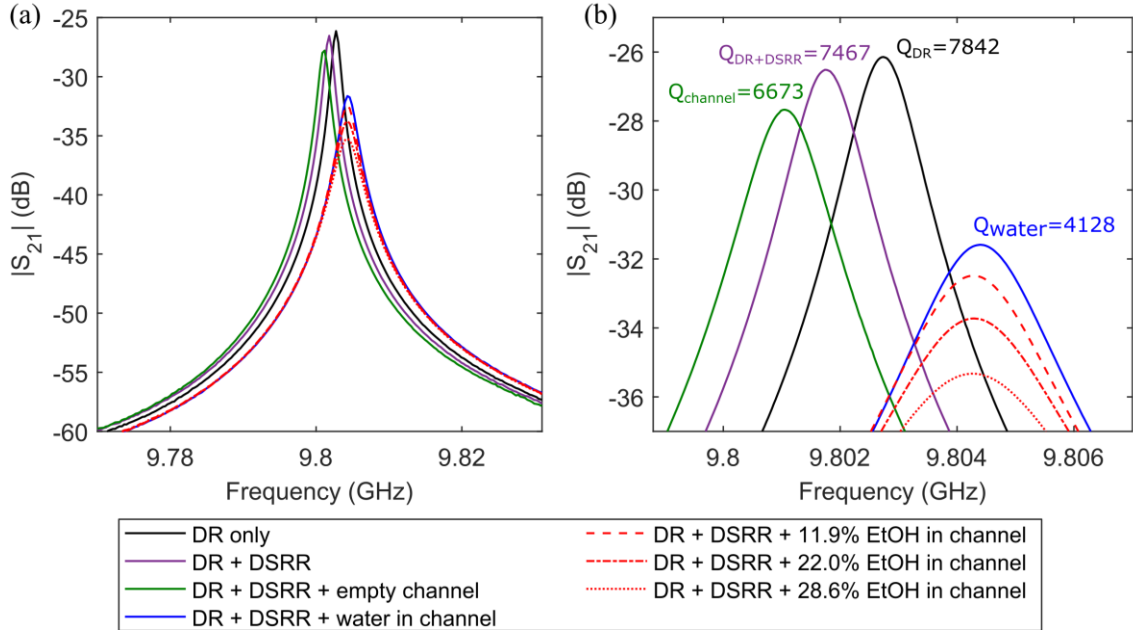 (a)
(b)
-25
-30
-35
-40
-45
-50
-55
-60
|S21| (dB)
9.78
9.8
9.82
Frequency (GHz)
-26
-28
-30
-32
-34
-36
|S21| (dB)
QDR+DSRR=7467
QDR=7842
Qchannel=6673
Qwater=4128
9.8
9.802
9.804
9.806
Frequency (GHz)
DR only
DR + DSRR
DR + DSRR + empty channel
DR + DSRR + water in channel
DR + DSRR + 11.9% EtOH in channel
DR + DSRR + 22.0% EtOH in channel
DR + DSRR + 28.6% EtOH in channel